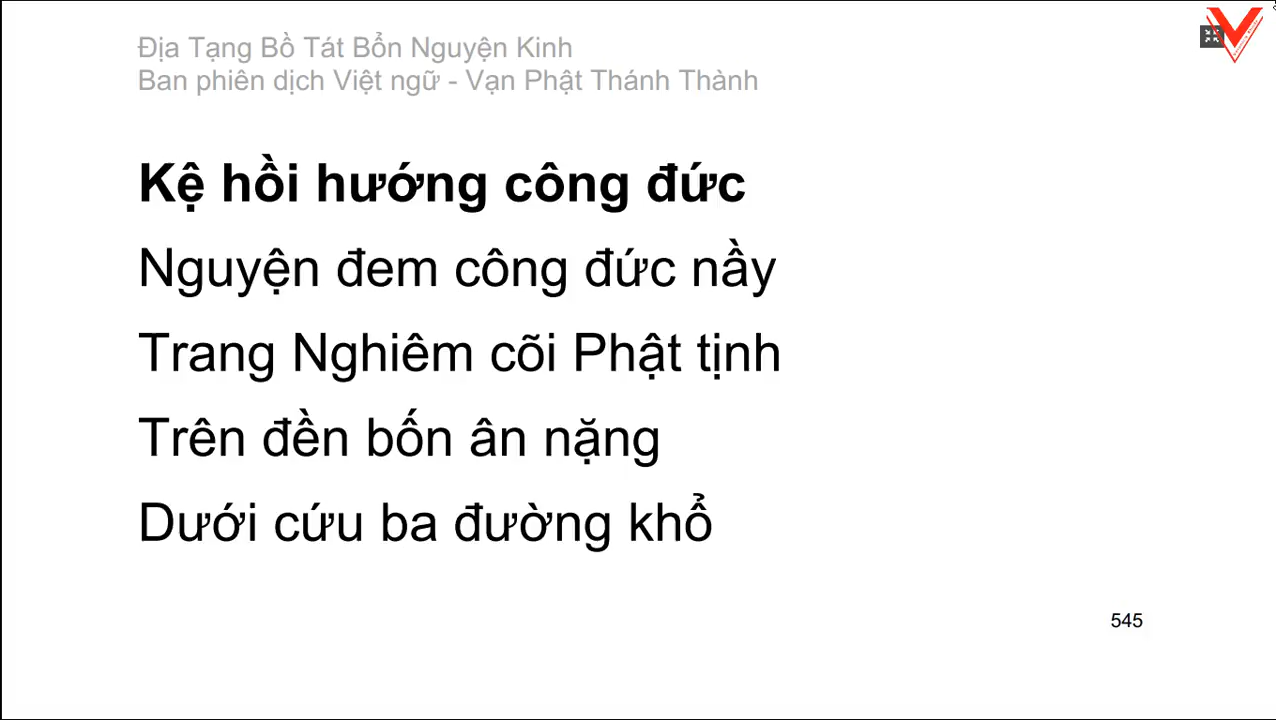 Địa Tạng Bồ Tát Bổn Nguyện Kinh
Ban phiên dịch Việt ngữ - Vạn Phật Thánh Thành
Kệ hồi hướng công đức
Nguyện đem công đức nầy
Trang Nghiêm cõi Phật tịnh
Trên đền bốn ân nặng
Dưới cứu ba đường khổ
545